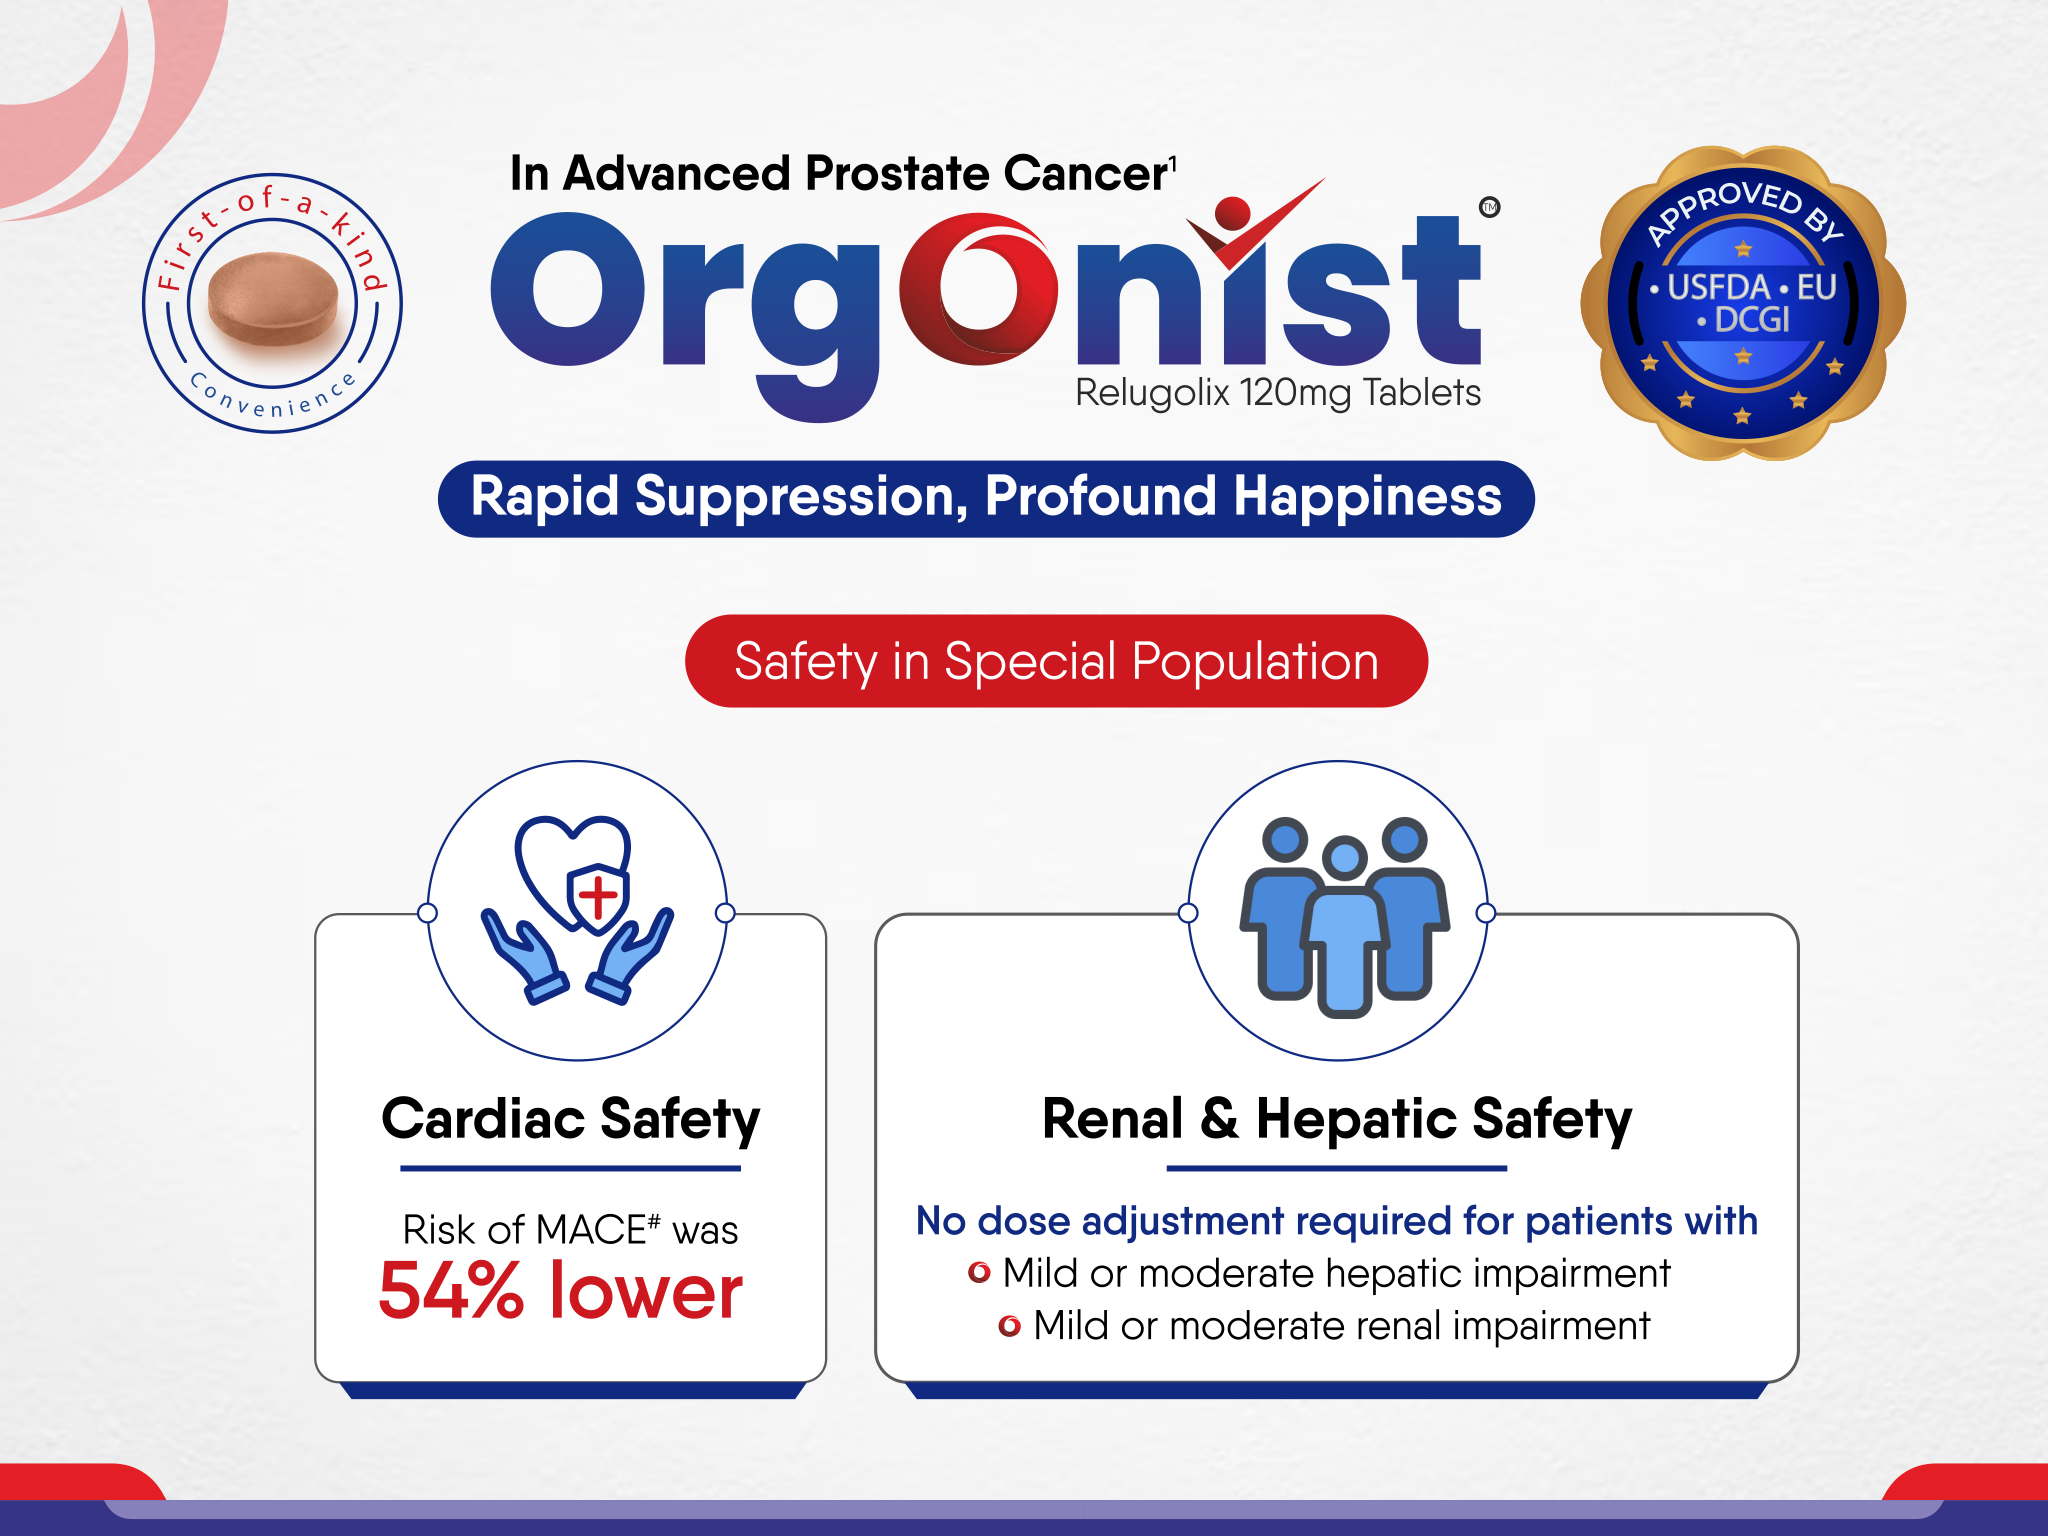 First-of-a-kind
Convenience
In Advanced Prostate Cancer¹
Orgonist ™
Relugolix 120mg Tablets
APPROVED BY
• USFDA • EU
• DCGI
Rapid Suppression, Profound Happiness
Safety in Special Population
Cardiac Safety
Risk of MACE# was
54% lower
Renal & Hepatic Safety
No dose adjustment required for patients with
Mild or moderate hepatic impairment
Mild or moderate renal impairment